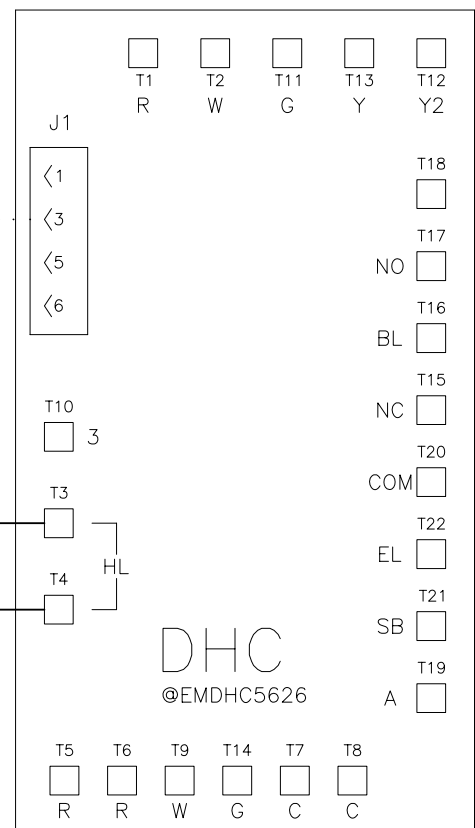 T1 T2 T11 T13 T12
R W G Y Y2
J1
<1
<3
<5
<6
T18
T17
NO
T16
BL
T15
NC
T20
COM
T22
EL
T21
SB
T19
A
T10
3
T3
HL
T4
DHC
@EMDHC5626
T5 T6 T9 T14 T7 T8
R R W G C C